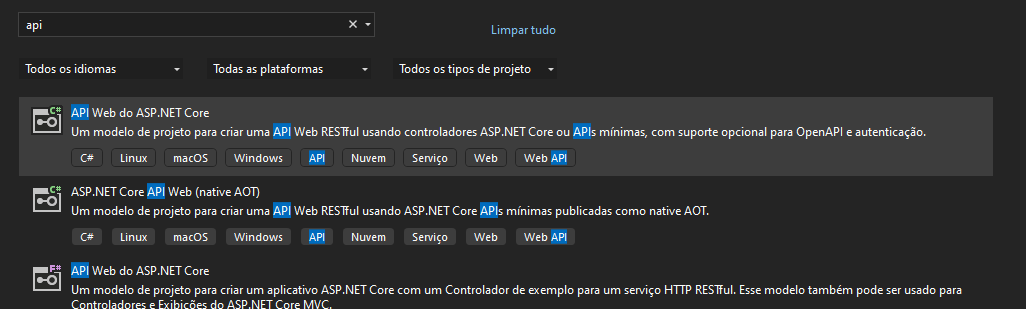 api
Limpar tudo
Todos os idiomas Todas as plataformas Todos os tipos de projeto
C#
API Web do ASP.NET Core
Um modelo de projeto para criar uma API Web RESTful usando controladores ASP.NET Core ou APIs mínimas, com suporte opcional para OpenAPI e autenticação.
C# Linux macOS Windows API Nuvem Serviço Web Web API
C#
ASP.NET Core API Web (native AOT)
Um modelo de projeto para criar uma API Web RESTful usando ASP.NET Core APIs mínimas publicadas como native AOT.
C# Linux macOS Windows API Nuvem Serviço Web Web API
F#
API Web do ASP.NET Core
Um modelo de projeto para criar um aplicativo ASP.NET Core com um Controlador de exemplo para um serviço HTTP RESTful. Esse modelo também pode ser usado para
Controladores e Exibições do ASP.NET Core MVC.